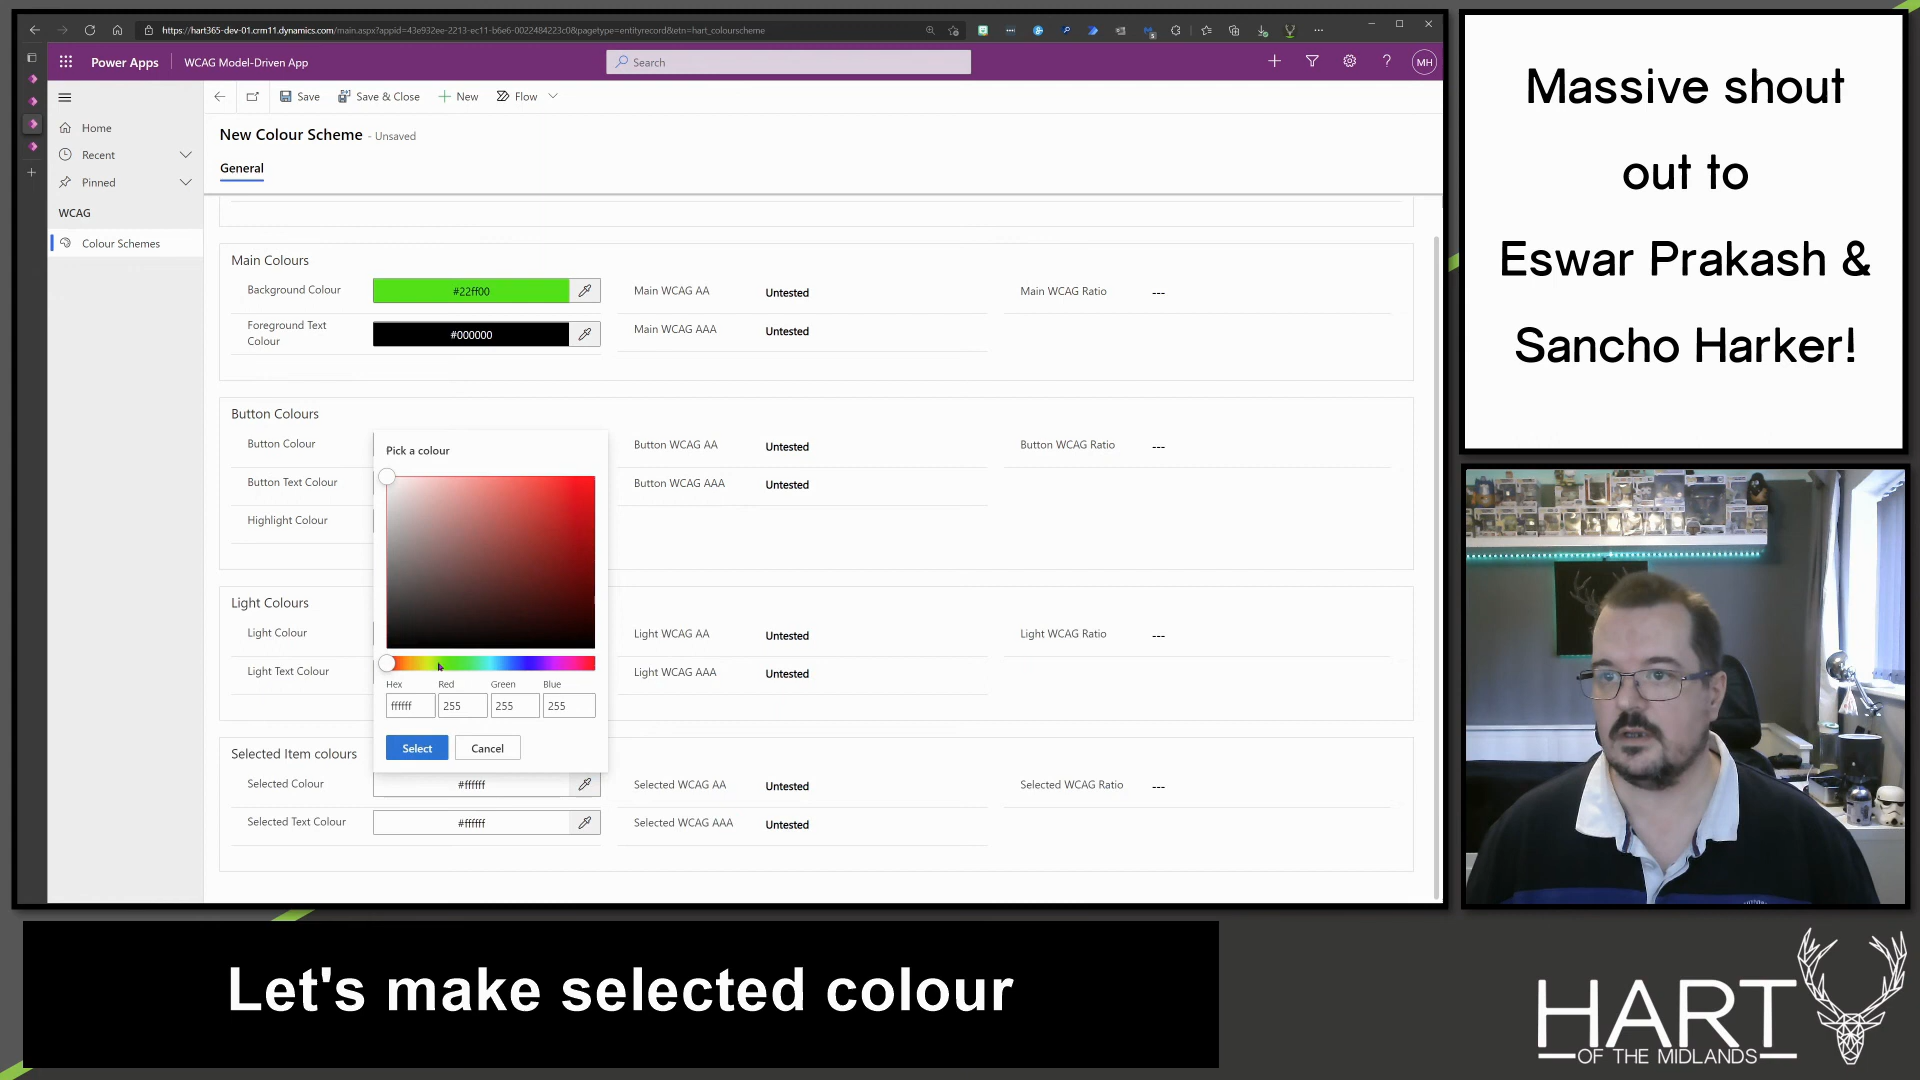 https://hart365-dev-01.crm11.dynamics.com/main.aspx?appid=43e932ee-2213-ec11-b6e6-0022484223c0&pagetype=entityrecord&etn=hart_colourscheme
Power Apps
WCAG Model-Driven App
Search
MH
Save
Save & Close
New
Flow
Home
Recent
Pinned
WCAG
Colour Schemes
New Colour Scheme - Unsaved
General
Main Colours
Background Colour
#22ff00
Main WCAG AA
Untested
Main WCAG Ratio
---
Foreground Text
Colour
#000000
Main WCAG AAA
Untested
Button Colours
Button Colour
Button WCAG AA
Untested
Button WCAG Ratio
---
Button Text Colour
Button WCAG AAA
Untested
Highlight Colour
Pick a colour
Hex
Red
Green
Blue
ffffff
255
255
255
Select
Cancel
Light Colours
Light Colour
Light WCAG AA
Untested
Light WCAG Ratio
---
Light Text Colour
Light WCAG AAA
Untested
Selected Item colours
Selected Colour
#ffffff
Selected WCAG AA
Untested
Selected WCAG Ratio
---
Selected Text Colour
#ffffff
Selected WCAG AAA
Untested
Massive shout
out to
Eswar Prakash &
Sancho Harker!
Let's make selected colour
HART
OF THE MIDLANDS